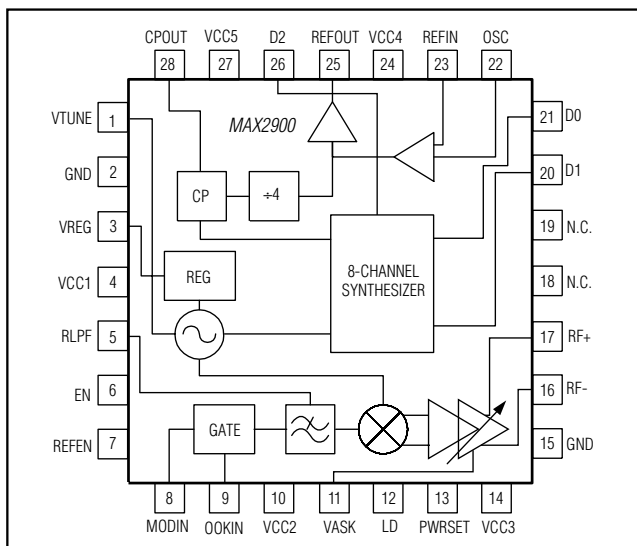 CPOUT VCC5 D2 REFOUT VCC4 REFIN OSC
28 27 26 25 24 23 22
VTUNE 1
GND 2
VREG 3
VCC1 4
RLPF 5
EN 6
REFEN 7
MAX2900
CP
÷4
REG
8-CHANNEL
SYNTHESIZER
GATE
21 D0
20 D1
19 N.C.
18 N.C.
17 RF+
16 RF-
15 GND
8 9 10 11 12 13 14
MODIN OOKIN VCC2 VASK LD PWRSET VCC3